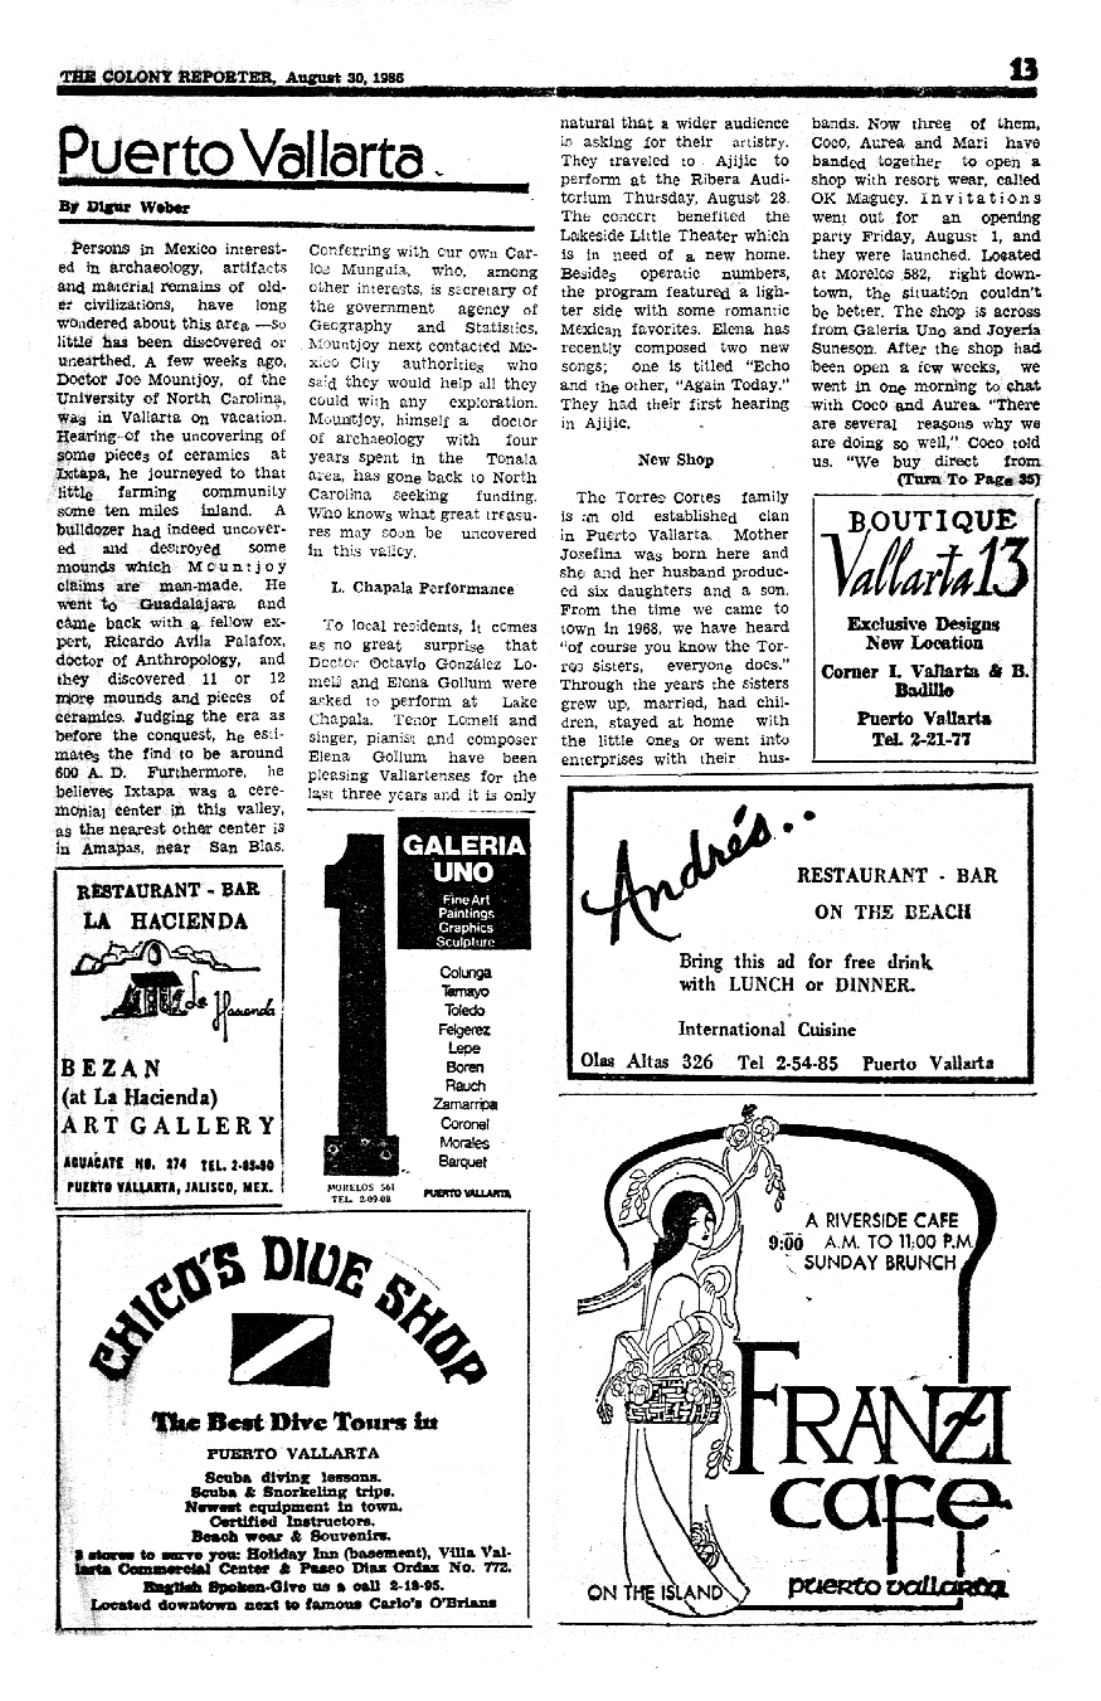 THE COLONY REPORTER, August 30, 1986
13
Puerto Vallarta
By Digur Weber
Persons in Mexico interest-
ed in archaeology, artifacts
and material remains of old-
er civilizations, have long
wondered about this area —so
little has been discovered or
unearthed. A few weeks ago,
Doctor Joe Mountjoy, of the
University of North Carolina,
was in Vallarta on vacation.
Hearing of the uncovering of
some pieces of ceramics at
Ixtapa, he journeyed to that
little farming community
some ten miles inland. A
bulldozer had indeed uncover-
ed and destroyed some
mounds which Mountjoy
claims are man-made. He
went to Guadalajara and
came back with a fellow ex-
pert, Ricardo Avila Palafox,
doctor of Anthropology, and
they discovered 11 or 12
more mounds and pieces of
ceramics. Judging the era as
before the conquest, he esti-
mates the find to be around
600 A. D. Furthermore, he
believes Ixtapa was a cere-
monial center in this valley,
as the nearest other center is
in Amapas, near San Blas.
Conferring with our own Car-
los Munguia, who, among
other interests, is secretary of
the government agency of
Geography and Statistics,
Mountjoy next contacted Me-
xico City authorities who
said they would help all they
could with any exploration.
Mountjoy, himself a doctor
of archaeology with four
years spent in the Tonala
area, has gone back to North
Carolina seeking funding.
Who knows what great treasu-
res may soon be uncovered
in this valley.
L. Chapala Performance
To local residents, it comes
as no great surprise that
Doctor Octavio González Lo-
melí and Elena Gollum were
asked to perform at Lake
Chapala. Tenor Lomeli and
singer, pianist and composer
Elena Gollum have been
pleasing Vallartenses for the
last three years and it is only
natural that a wider audience
is asking for their artistry.
They traveled to Ajijic to
perform at the Ribera Audi-
torium Thursday, August 28.
The concert benefited the
Lakeside Little Theater which
is in need of a new home.
Besides operatic numbers,
the program featured a ligh-
ter side with some romantic
Mexican favorites. Elena has
recently composed two new
songs; one is titled "Echo
and the other, "Again Today."
They had their first hearing
in Ajijic.
New Shop
The Torres Cortes family
is an old established clan
in Puerto Vallarta. Mother
Josefina was born here and
she and her husband produc-
ed six daughters and a son.
From the time we came to
town in 1968, we have heard
"of course you know the Tor-
res sisters, everyone does."
Through the years the sisters
grew up, married, had chil-
dren, stayed at home with
the little ones or went into
enterprises with their hus-
bands. Now three of them,
Coco, Aurea and Mari have
banded together to open a
shop with resort wear, called
OK Maguey. Invitations
went out for an opening
party Friday, August 1, and
they were launched. Located
at Morelos 582, right down-
town, the situation couldn't
be better. The shop is across
from Galeria Uno and Joyeria
Suneson. After the shop had
been open a few weeks, we
went in one morning to chat
with Coco and Aurea. "There
are several reasons why we
are doing so well," Coco told
us. "We buy direct from
(Turn To Page 35)
BOUTIQUE
Vallarta 13
Exclusive Designs
New Location
Corner I. Vallarta & B.
Badillo
Puerto Vallarta
Tel. 2-21-77
RESTAURANT - BAR
LA HACIENDA
La Hacienda
BEZAN
(at La Hacienda)
ART GALLERY
AGUACATE NO. 274 TEL.
PUERTO VALLARTA, JALISCO, MEX.
1
GALERIA
UNO
Fine Art
Paintings
Graphics
Sculpture
Colunga
Tamayo
Toledo
Felgerez
Lepe
Boren
Rauch
Zamarripa
Coronel
Morales
Barquet
MORELOS 561
TEL. 2-09-08
PUERTO VALLARTA
Andrés..
RESTAURANT - BAR
ON THE BEACH
Bring this ad for free drink
with LUNCH or DINNER.
International Cuisine
Olas Altas 326 Tel 2-54-85 Puerto Vallarta
CHICO'S DIVE SHOP
The Best Dive Tours in
PUERTO VALLARTA
Scuba diving lessons.
Scuba & Snorkeling trips.
Newest equipment in town.
Certified Instructors.
Beach wear & Souvenirs.
stores to serve you: Holiday Inn (basement), Villa Val-
larta Commercial Center & Paseo Diaz Ordaz No. 772.
English Spoken-Give us a call 2-18-95.
Located downtown next to famous Carlo's O'Brians
A RIVERSIDE CAFE
9:00 A.M. TO 11:00 P.M.
SUNDAY BRUNCH
FRANZI
cafe
ON THE ISLAND
puerto vallarta